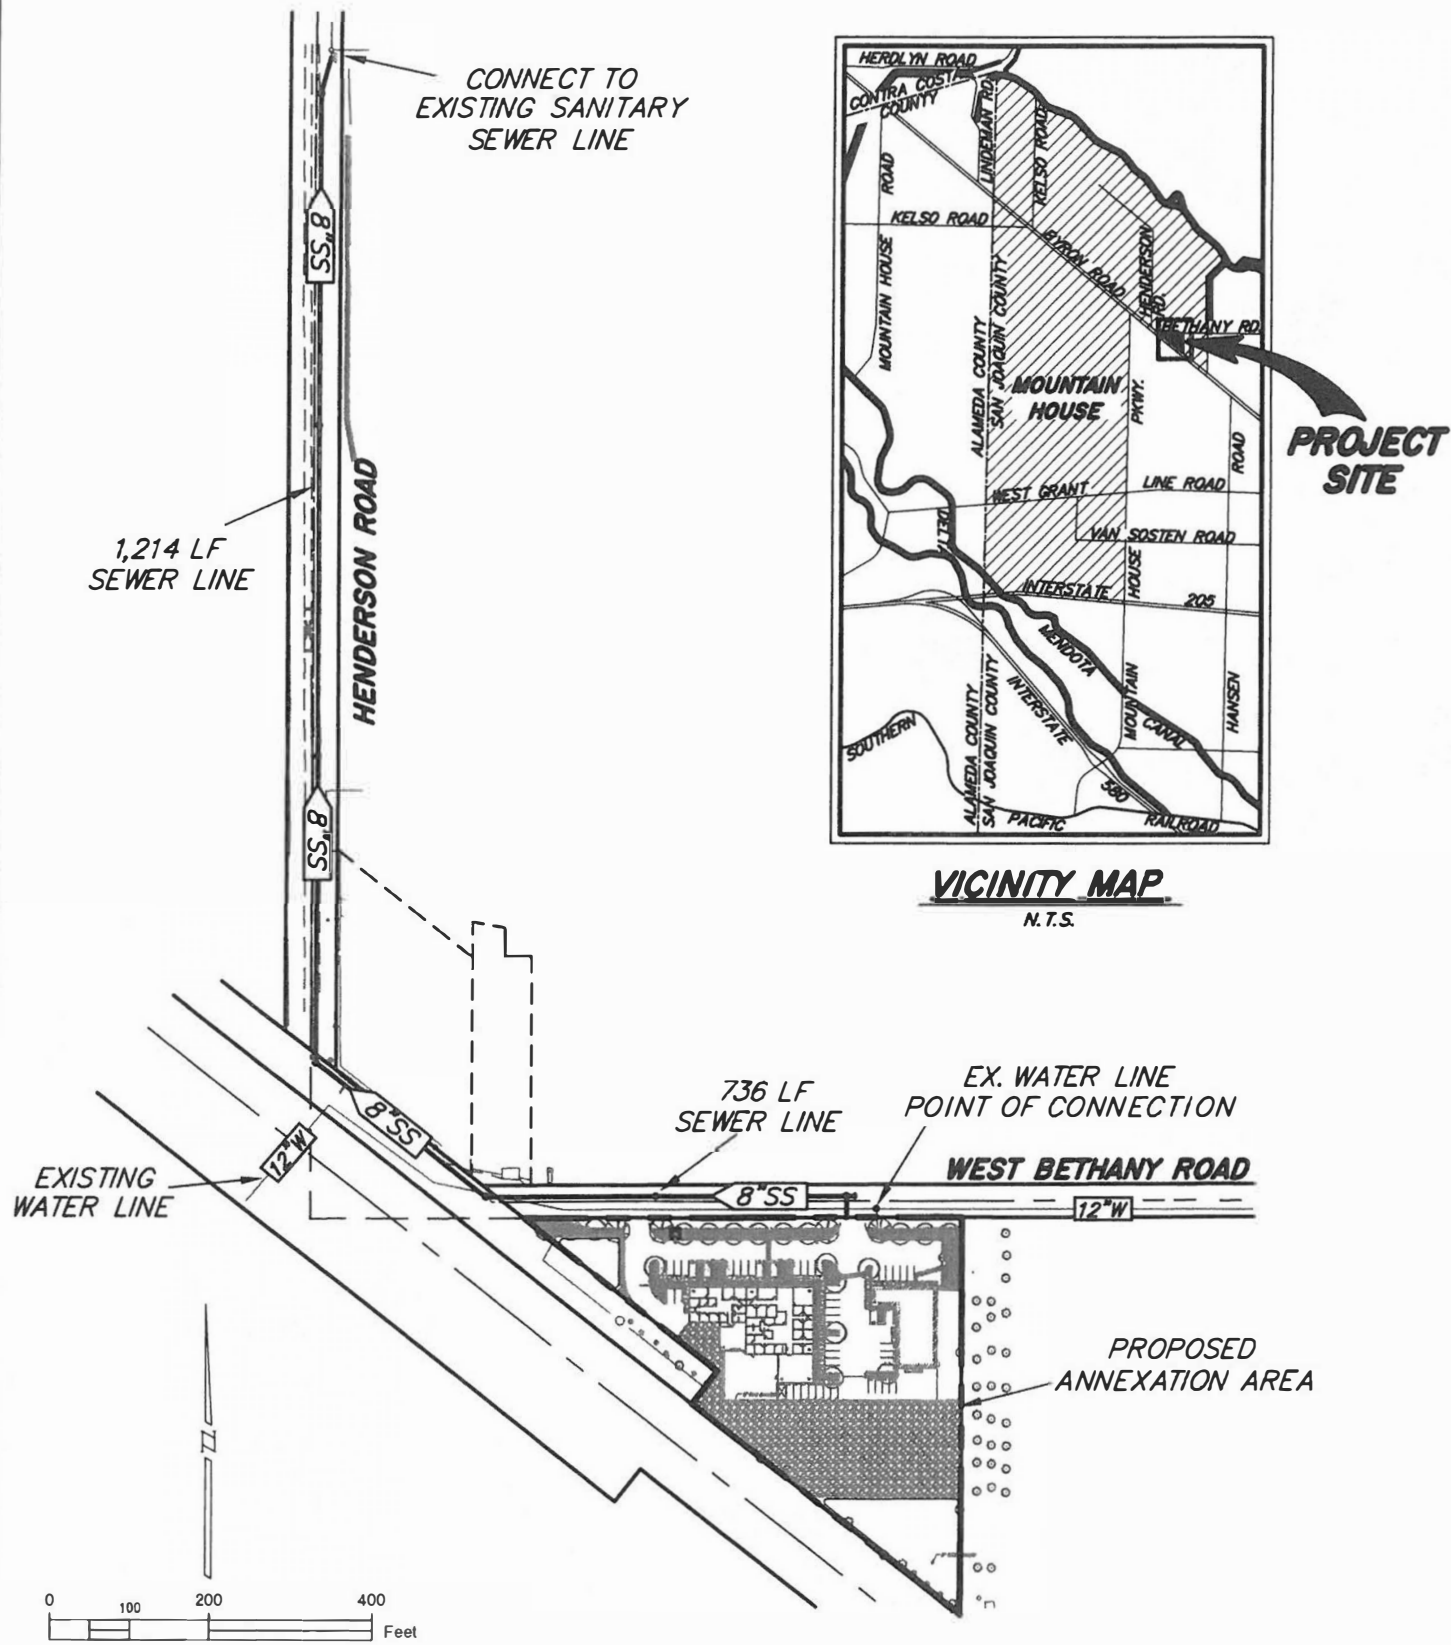 CONNECT TO
EXISTING SANITARY
SEWER LINE
8"SS
1,214 LF
SEWER LINE
HENDERSON ROAD
8"SS
8"SS
12"W
EXISTING
WATER LINE
736 LF
SEWER LINE
EX. WATER LINE
POINT OF CONNECTION
WEST BETHANY ROAD
8"SS
12"W
PROPOSED
ANNEXATION AREA
N
0
100
200
400
Feet
HERDLYN ROAD
CONTRA COSTA
COUNTY
LINDEMAN RD.
KELSO ROAD
ROAD
MOUNTAIN HOUSE
KELSO ROAD
BYRON ROAD
HENDERSON
RD.
BETHANY RD.
ALAMEDA COUNTY
SAN JOAQUIN COUNTY
MOUNTAIN
HOUSE
PKWY.
PROJECT
SITE
ROAD
WEST GRANT
LINE ROAD
DELTA
VAN SOSTEN ROAD
INTERSTATE
HOUSE
205
MENDOTA
INTERSTATE
MOUNTAIN
CANAL
HANSEN
ALAMEDA COUNTY
SAN JOAQUIN COUNTY
SOUTHERN
580
PACIFIC
RAILROAD
VICINITY MAP
N.T.S.